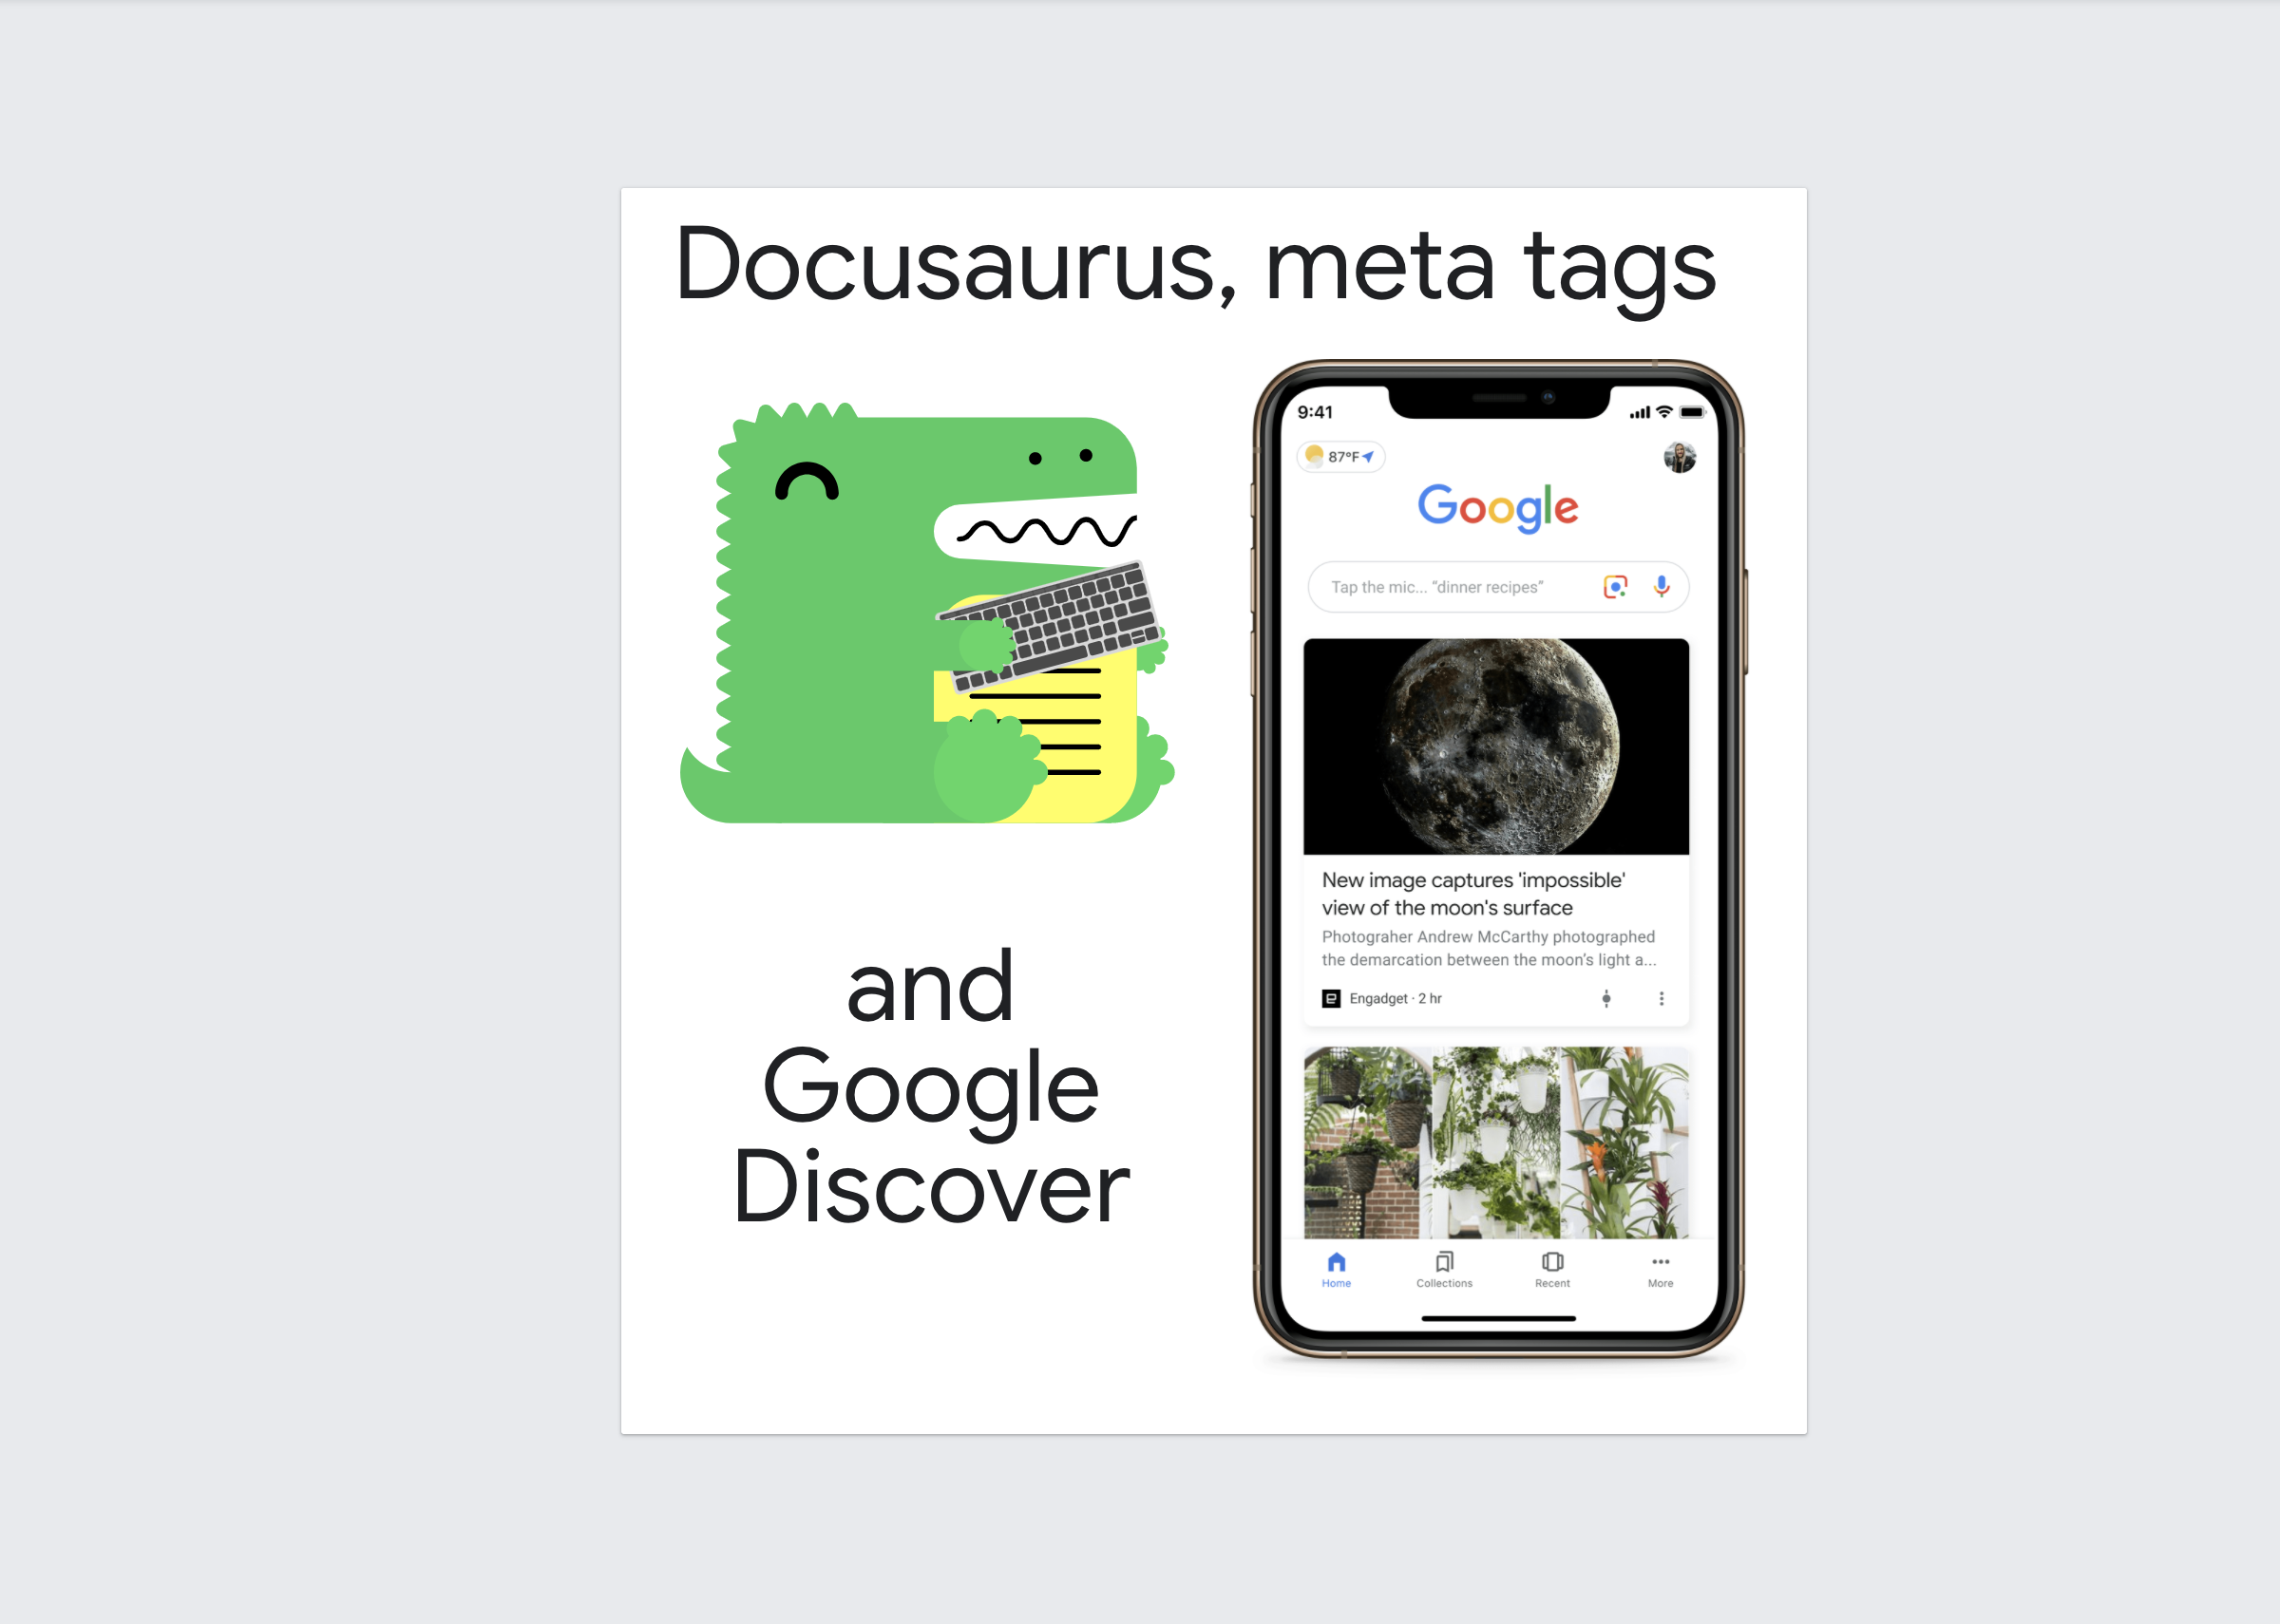 Docusaurus, meta tags
and
Google
Discover
9:41
87°F
Google
Tap the mic... “dinner recipes”
New image captures 'impossible'
view of the moon's surface
Photograher Andrew McCarthy photographed
the demarcation between the moon’s light a...
Engadget · 2 hr
Home
Collections
Recent
More